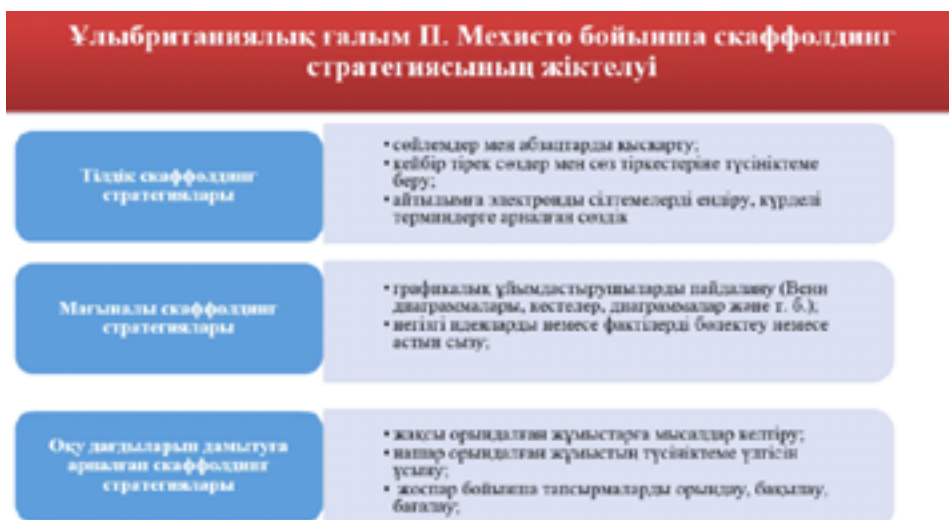 Ұлыбританиялық ғалым П. Мехисто бойынша скаффолдинг
стратегиясының жіктелуі
Тілдік скаффолдинг
стратегиялары
• сөйлемдер мен абзацтарды қысқарту;
• кейбір тірек сөздер мен сөз тіркестеріне түсініктеме
беру;
• айтылымға электронды сілтемелерді ендіру, күрделі
терминдерге арналған сөздік
Мағыналы скаффолдинг
стратегиялары
• графикалық ұйымдастырушыларды пайдалану (Венн
диаграммалары, кестелер, диаграммалар және т. б.);
• негізгі идеяларды немесе фактілерді бөлектеу немесе
астын сызу;
Оқу дағдыларын дамытуға
арналған скаффолдинг
стратегиялары
• жақсы орындалған жұмыстарға мысалдар келтіру;
• нашар орындалған жұмыстың түсініктеме үлгісін
ұсыну;
• жоспар бойынша тапсырмаларды орындау, бақылау,
бағалау;